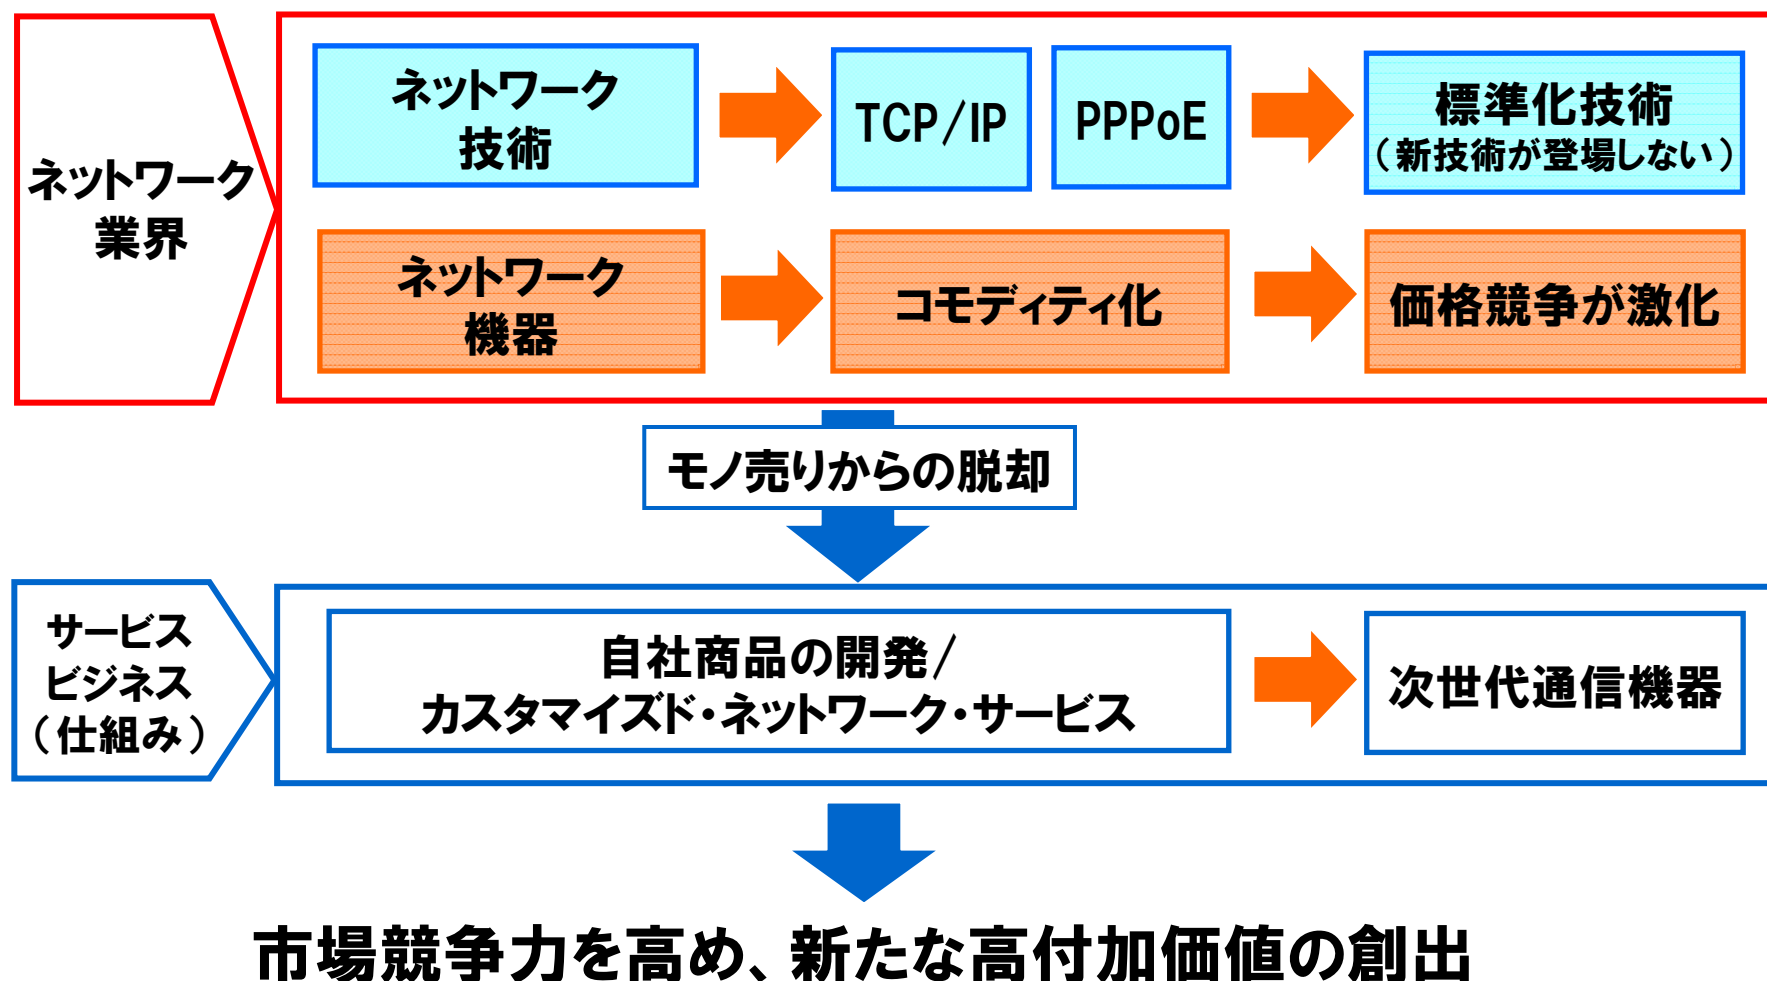 ネットワーク
業界
ネットワーク
技術
TCP/IP
PPPoE
標準化技術
(新技術が登場しない)
ネットワーク
機器
コモディティ化
価格競争が激化
モノ売りからの脱却
サービス
ビジネス
(仕組み)
自社商品の開発/
カスタマイズド・ネットワーク・サービス
次世代通信機器
市場競争力を高め、新たな高付加価値の創出